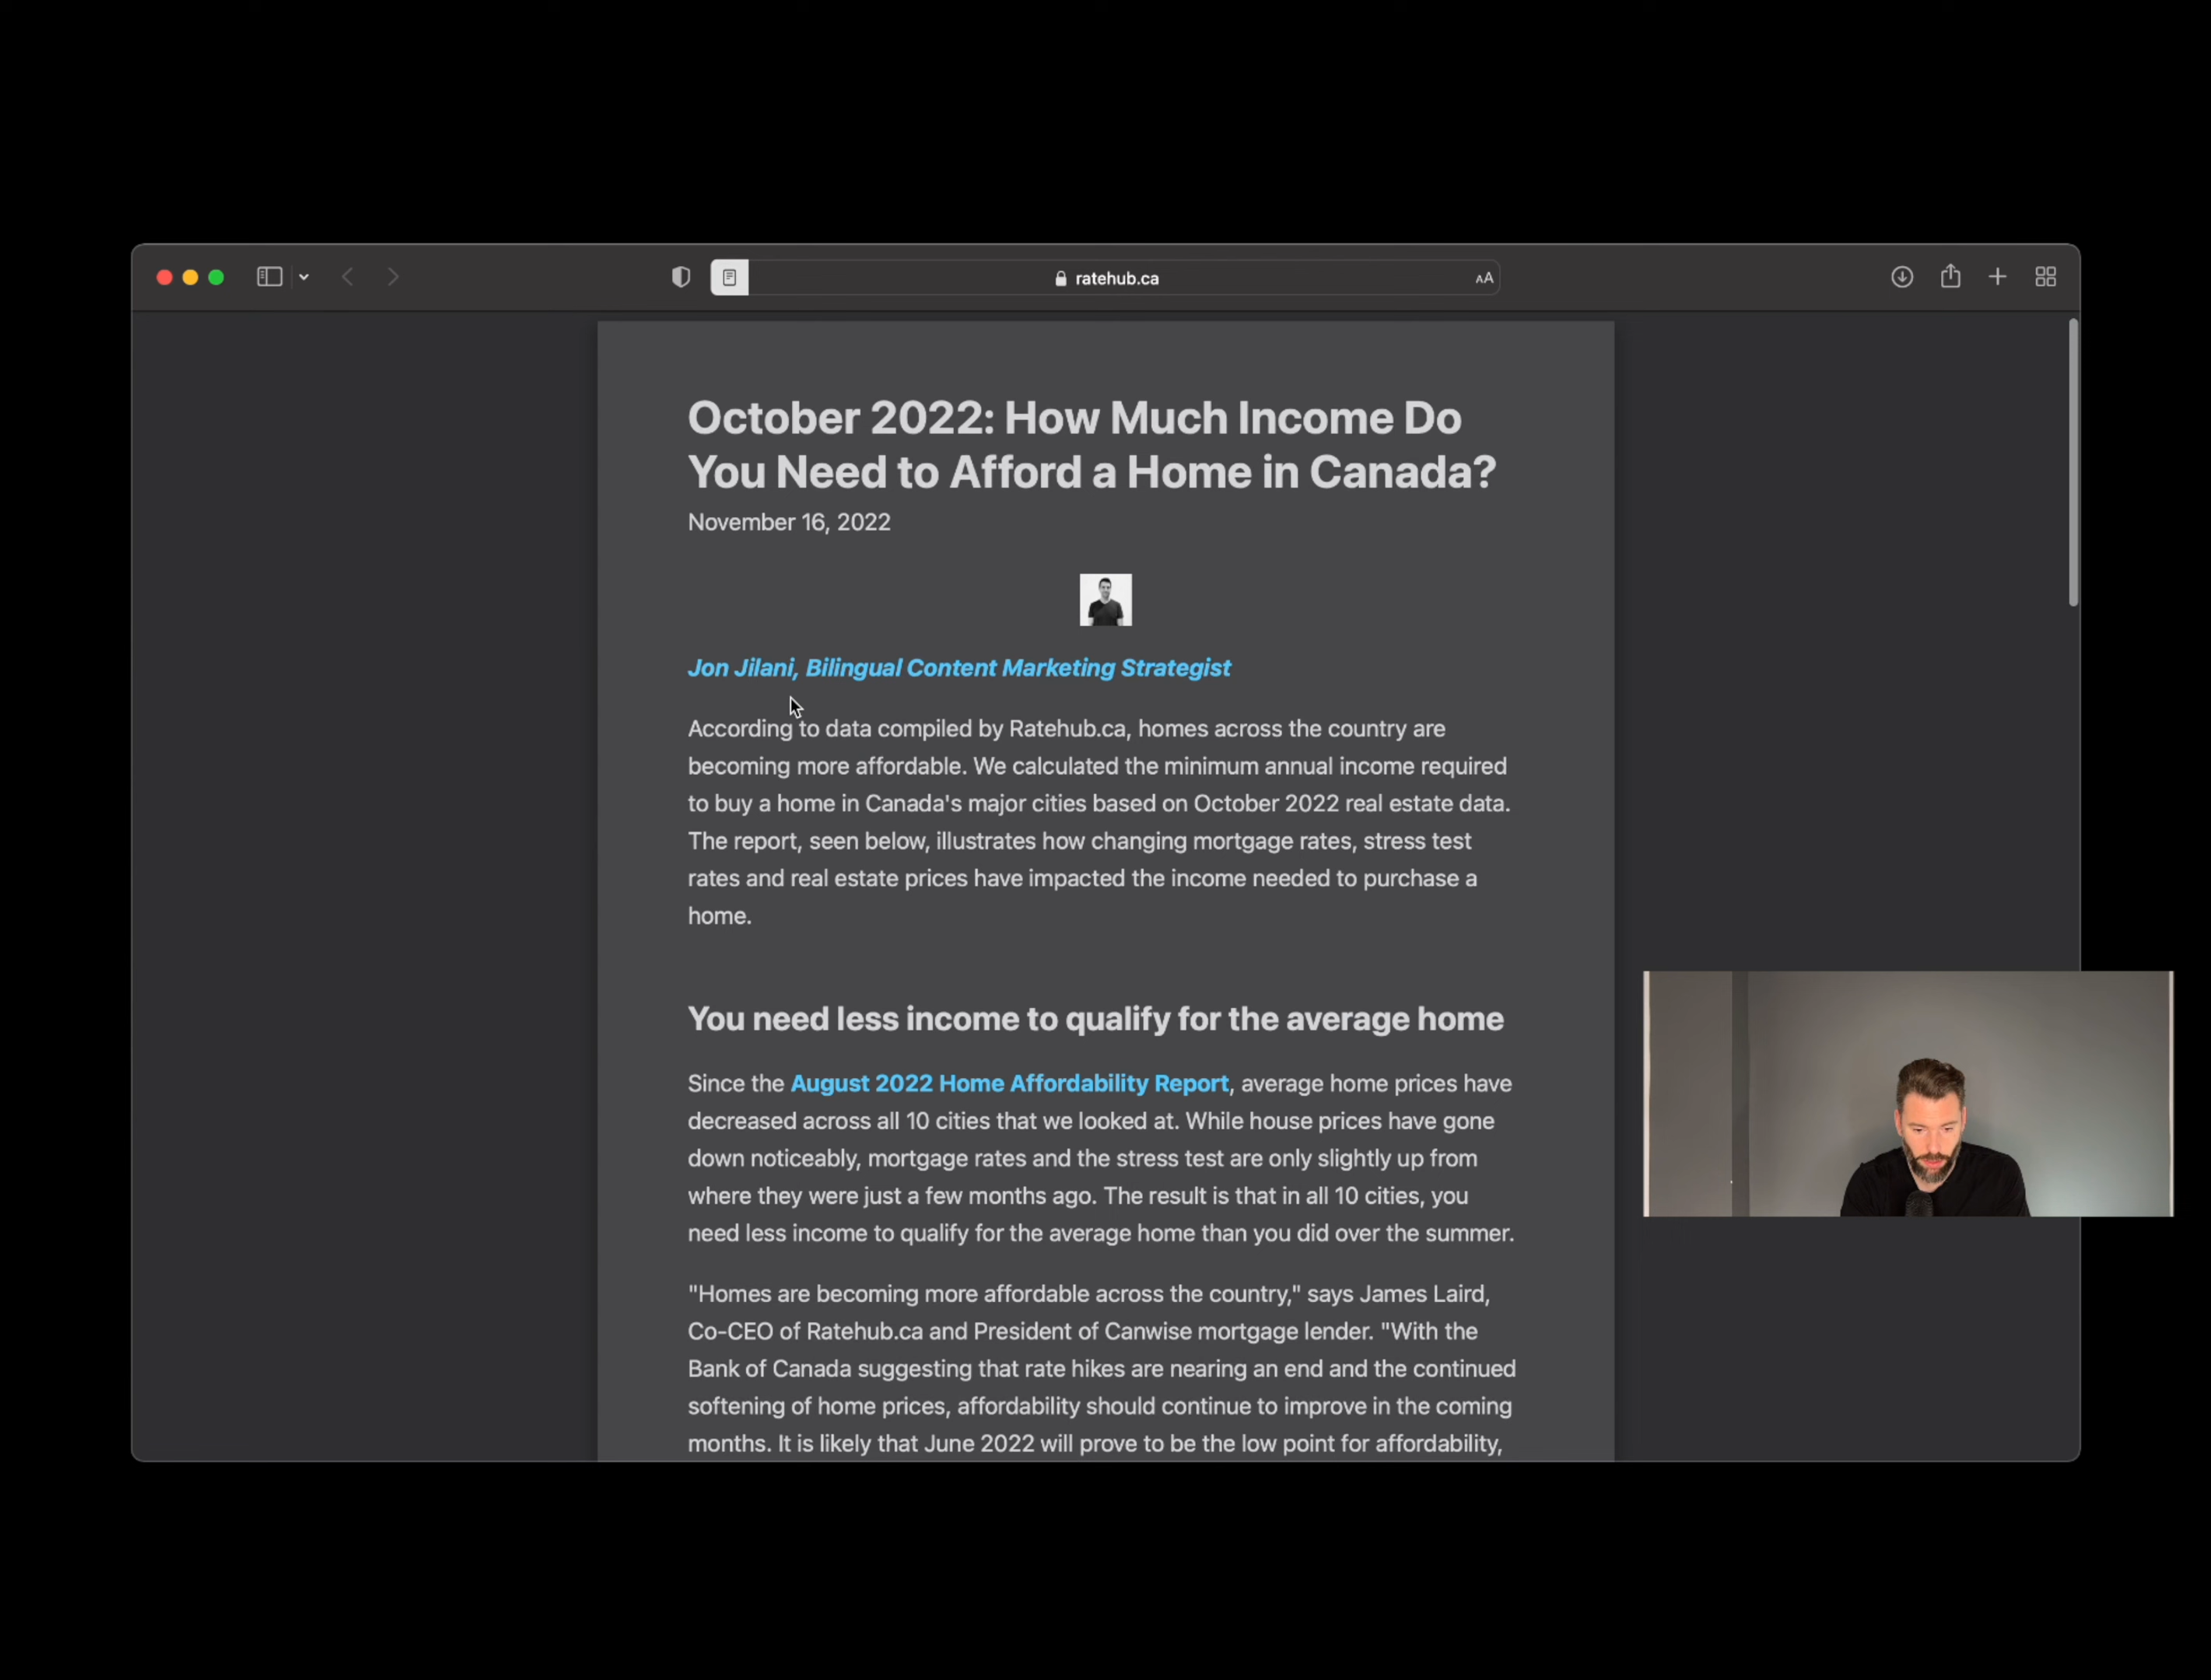 ratehub.ca
AA
October 2022: How Much Income Do
You Need to Afford a Home in Canada?
November 16, 2022
Jon Jilani, Bilingual Content Marketing Strategist
According to data compiled by Ratehub.ca, homes across the country are
becoming more affordable. We calculated the minimum annual income required
to buy a home in Canada's major cities based on October 2022 real estate data.
The report, seen below, illustrates how changing mortgage rates, stress test
rates and real estate prices have impacted the income needed to purchase a
home.
You need less income to qualify for the average home
Since the August 2022 Home Affordability Report, average home prices have
decreased across all 10 cities that we looked at. While house prices have gone
down noticeably, mortgage rates and the stress test are only slightly up from
where they were just a few months ago. The result is that in all 10 cities, you
need less income to qualify for the average home than you did over the summer.
"Homes are becoming more affordable across the country," says James Laird,
Co-CEO of Ratehub.ca and President of Canwise mortgage lender. "With the
Bank of Canada suggesting that rate hikes are nearing an end and the continued
softening of home prices, affordability should continue to improve in the coming
months. It is likely that June 2022 will prove to be the low point for affordability,